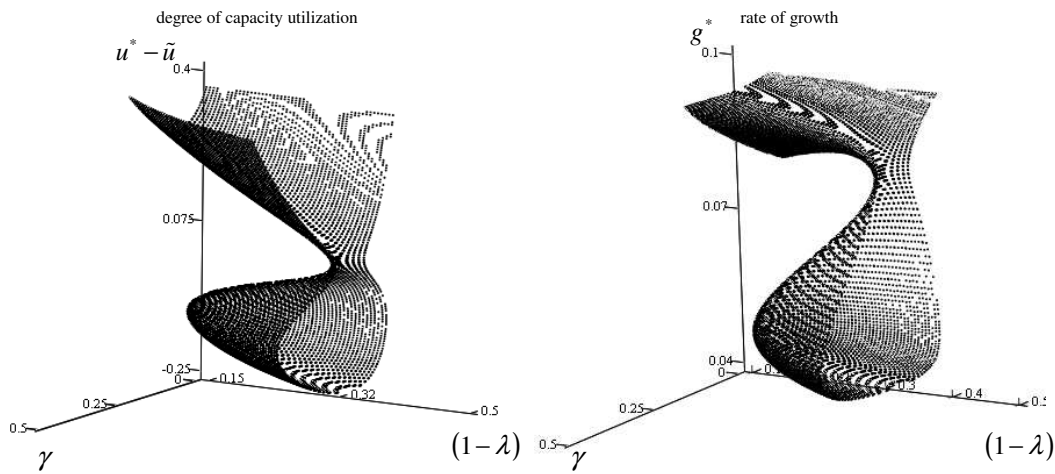 degree of capacity utilization
u* − ũ
0.4
0.075
-0.25
0
0.15
0.25
0.32
0.5
0.5
γ
(1−λ)
rate of growth
g*
0.1
0.07
0.04
0
0.25
0.3
0.4
0.5
0.5
γ
(1−λ)